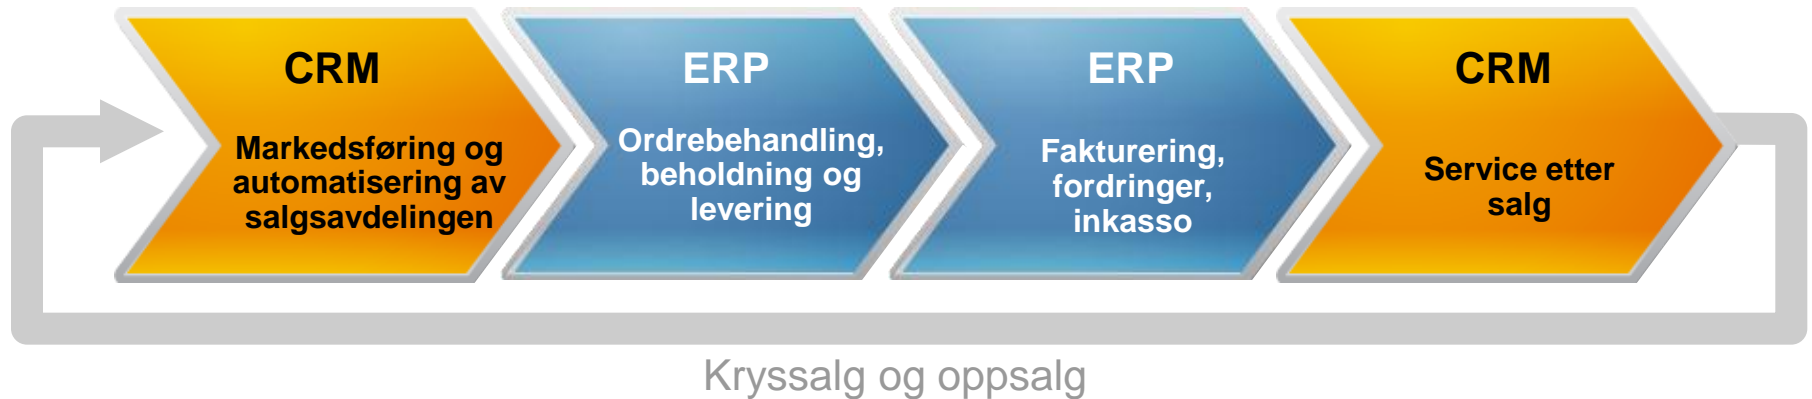 CRM
Markedsføring og
automatisering av
salgsavdelingen
ERP
Ordrebehandling,
beholdning og
levering
ERP
Fakturering,
fordringer,
inkasso
CRM
Service etter
salg
Kryssalg og oppsalg